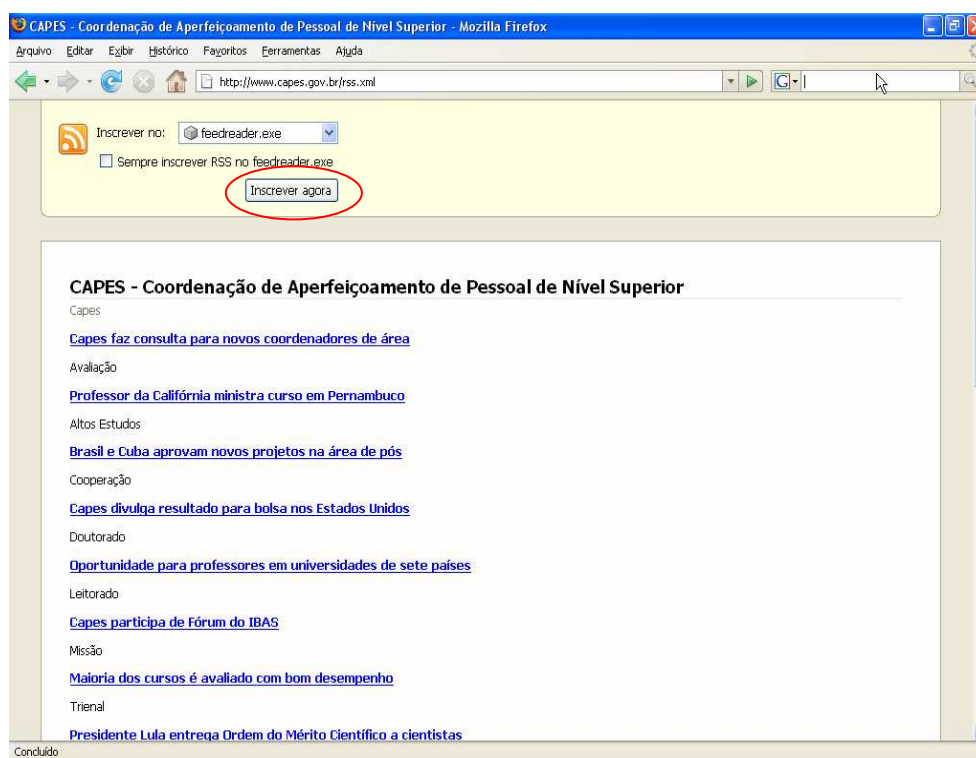 CAPES - Coordenação de Aperfeiçoamento de Pessoal de Nível Superior - Mozilla Firefox
Arquivo Editar Exibir Histórico Favoritos Ferramentas Ajuda
http://www.capes.gov.br/rss.xml
G
Inscrever no: feedreader.exe
Sempre inscrever RSS no feedreader.exe
Inscrever agora
CAPES - Coordenação de Aperfeiçoamento de Pessoal de Nível Superior
Capes
Capes faz consulta para novos coordenadores de área
Avaliação
Professor da Califórnia ministra curso em Pernambuco
Altos Estudos
Brasil e Cuba aprovam novos projetos na área de pós
Cooperação
Capes divulga resultado para bolsa nos Estados Unidos
Doutorado
Oportunidade para professores em universidades de sete países
Leitorado
Capes participa de Fórum do IBAS
Missão
Maioria dos cursos é avaliado com bom desempenho
Trienal
Presidente Lula entrega Ordem do Mérito Científico a cientistas
Concluído